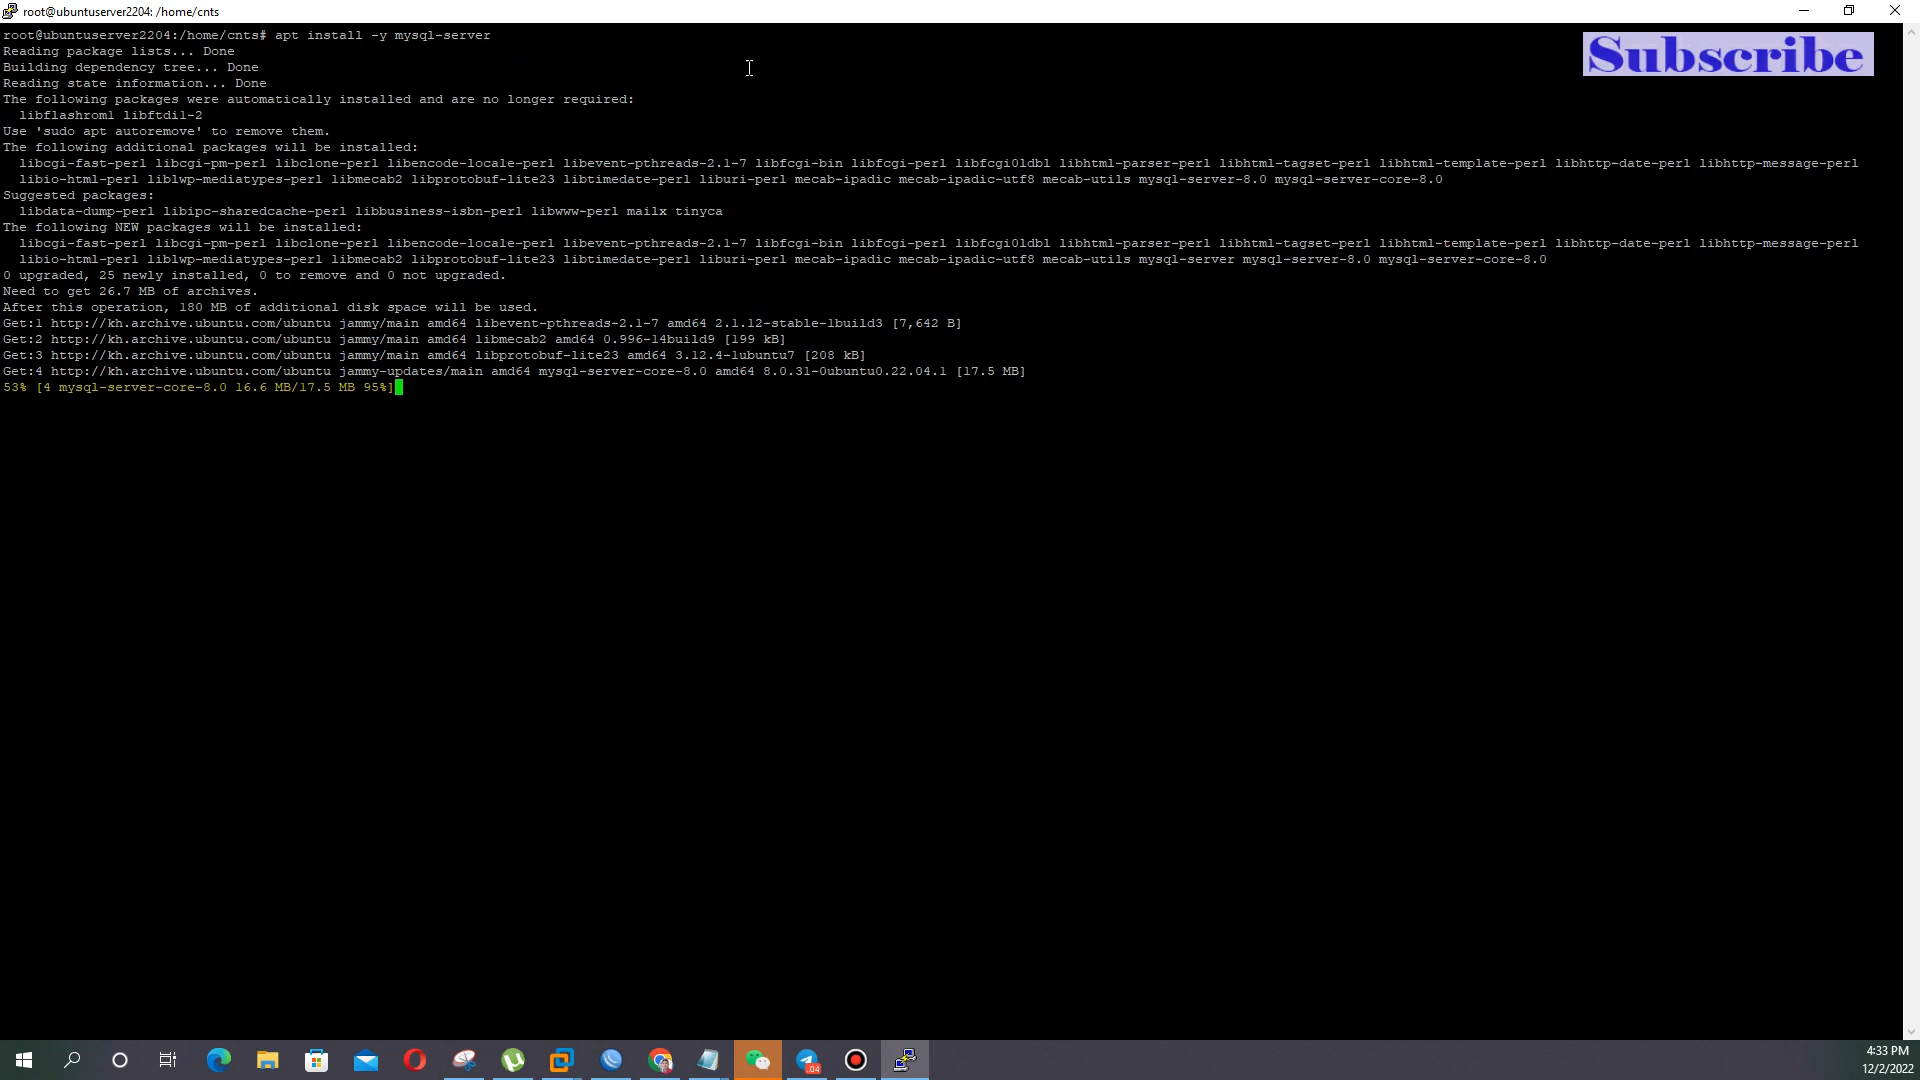 root@ubuntuserver2204: /home/cnts
root@ubuntuserver2204:/home/cnts# apt install -y mysql-server
Subscribe
Reading package lists... Done
Building dependency tree... Done
Reading state information... Done
The following packages were automatically installed and are no longer required:
  libflashrom1 libftdi1-2
Use 'sudo apt autoremove' to remove them.
The following additional packages will be installed:
  libcgi-fast-perl libcgi-pm-perl libclone-perl libencode-locale-perl libevent-pthreads-2.1-7 libfcgi-bin libfcgi-perl libfcgi0ldbl libhtml-parser-perl libhtml-tagset-perl libhtml-template-perl libhttp-date-perl libhttp-message-perl
  libio-html-perl liblwp-mediatypes-perl libmecab2 libprotobuf-lite23 libtimedate-perl liburi-perl mecab-ipadic mecab-ipadic-utf8 mecab-utils mysql-server-8.0 mysql-server-core-8.0
Suggested packages:
  libdata-dump-perl libipc-sharedcache-perl libbusiness-isbn-perl libwww-perl mailx tinyca
The following NEW packages will be installed:
  libcgi-fast-perl libcgi-pm-perl libclone-perl libencode-locale-perl libevent-pthreads-2.1-7 libfcgi-bin libfcgi-perl libfcgi0ldbl libhtml-parser-perl libhtml-tagset-perl libhtml-template-perl libhttp-date-perl libhttp-message-perl
  libio-html-perl liblwp-mediatypes-perl libmecab2 libprotobuf-lite23 libtimedate-perl liburi-perl mecab-ipadic mecab-ipadic-utf8 mecab-utils mysql-server mysql-server-8.0 mysql-server-core-8.0
0 upgraded, 25 newly installed, 0 to remove and 0 not upgraded.
Need to get 26.7 MB of archives.
After this operation, 180 MB of additional disk space will be used.
Get:1 http://kh.archive.ubuntu.com/ubuntu jammy/main amd64 libevent-pthreads-2.1-7 amd64 2.1.12-stable-1build3 [7,642 B]
Get:2 http://kh.archive.ubuntu.com/ubuntu jammy/main amd64 libmecab2 amd64 0.996-14build9 [199 kB]
Get:3 http://kh.archive.ubuntu.com/ubuntu jammy/main amd64 libprotobuf-lite23 amd64 3.12.4-1ubuntu7 [208 kB]
Get:4 http://kh.archive.ubuntu.com/ubuntu jammy-updates/main amd64 mysql-server-core-8.0 amd64 8.0.31-0ubuntu0.22.04.1 [17.5 MB]
53% [4 mysql-server-core-8.0 16.6 MB/17.5 MB 95%]
.04
4:33 PM
12/2/2022